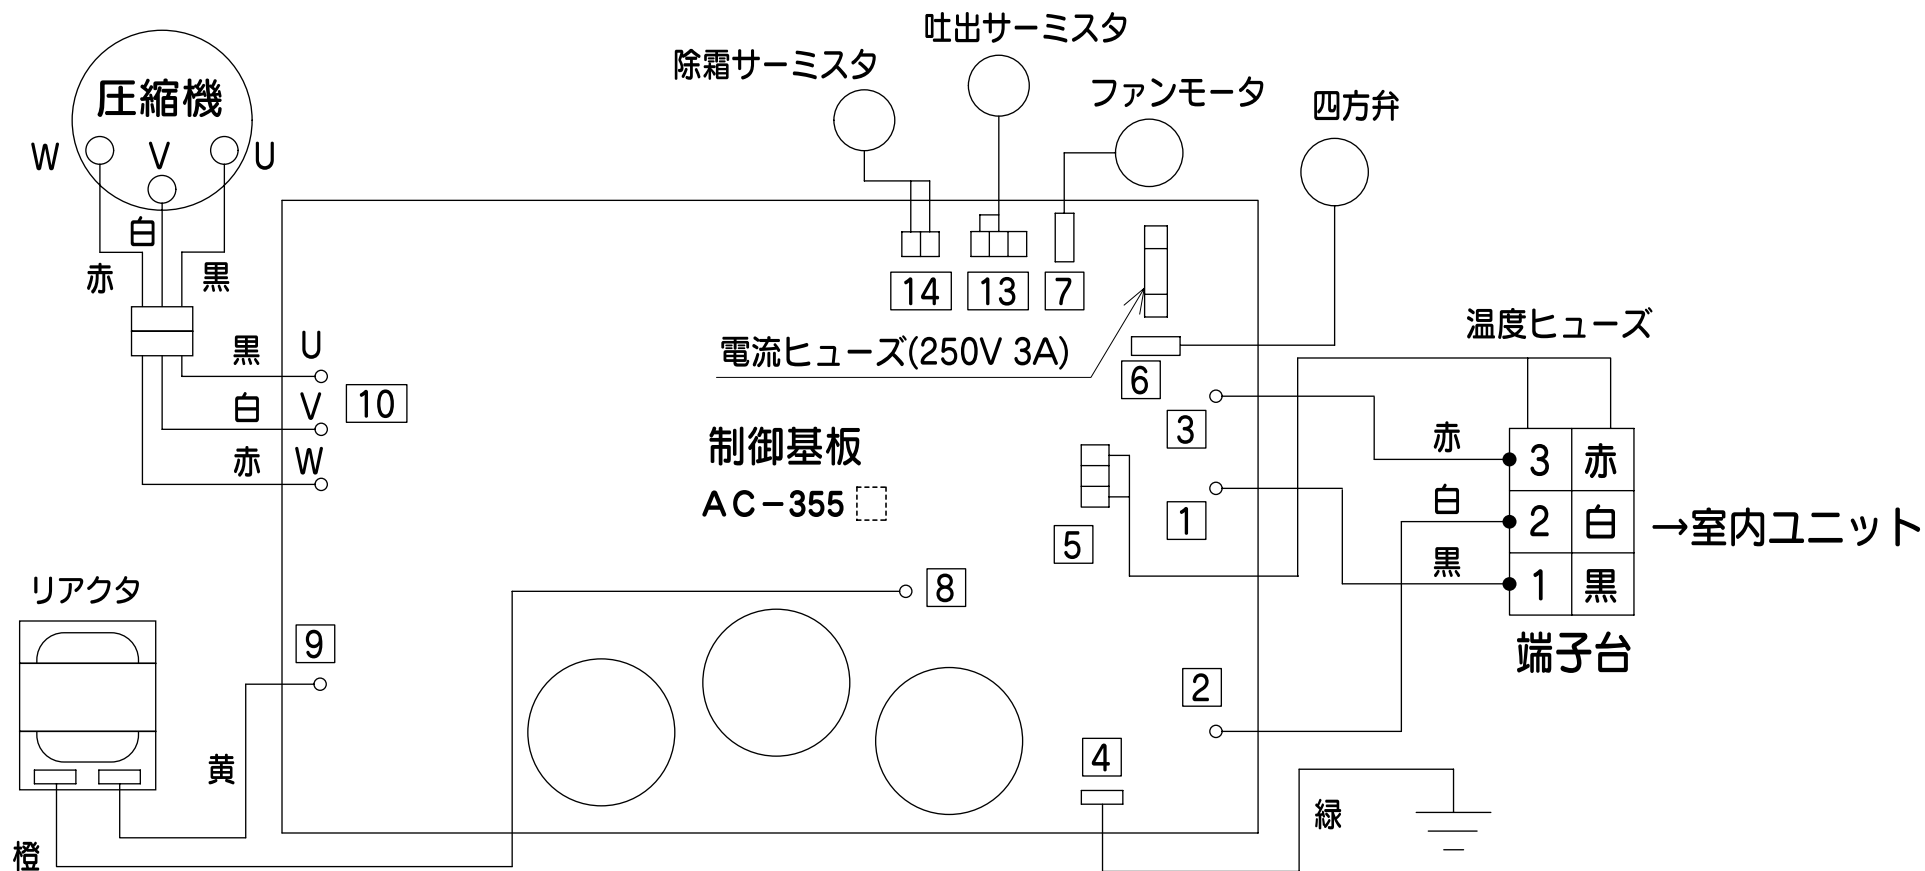 吐出サーミスタ
除霜サーミスタ
ファンモータ
四方弁
圧縮機
W
V
U
白
赤
黒
14
13
7
電流ヒューズ(250V 3A)
6
温度ヒューズ
黒
U
白
V
10
赤
W
制御基板
AC-355
3
1
5
赤
3
赤
白
2
白
→室内ユニット
黒
1
黒
端子台
リアクタ
8
9
2
黄
4
緑
橙